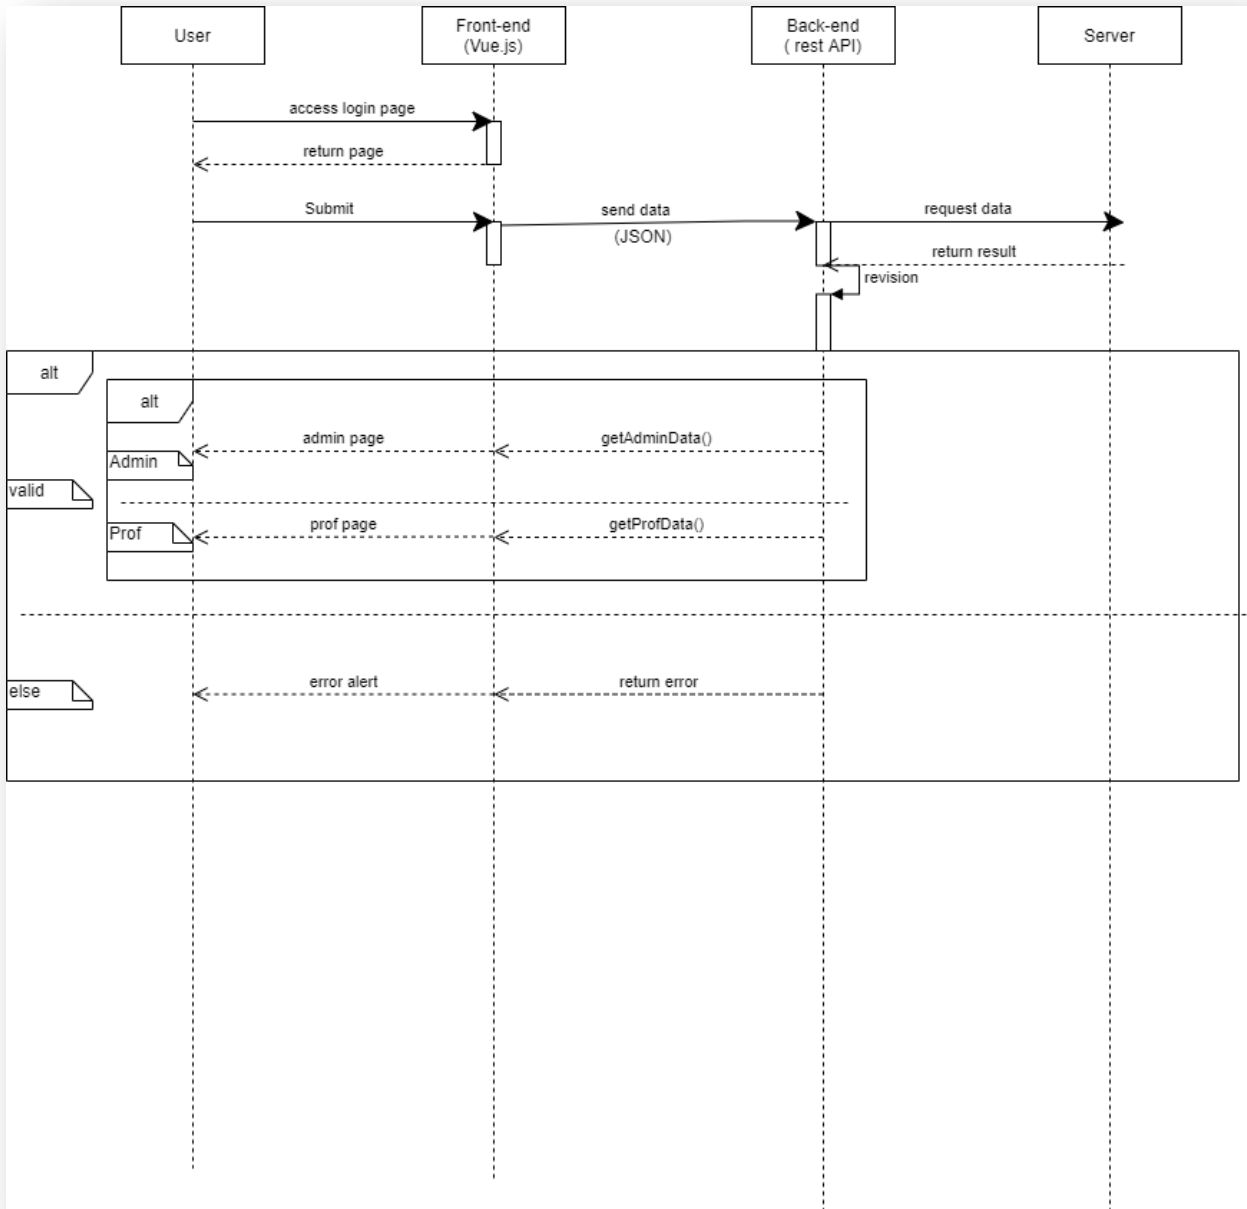 User
Front-end
(Vue.js)
Back-end
( rest API)
Server
access login page
return page
Submit
send data
(JSON)
request data
return result
revision
alt
alt
admin page
getAdminData()
Admin
valid
prof page
getProfData()
Prof
error alert
return error
else